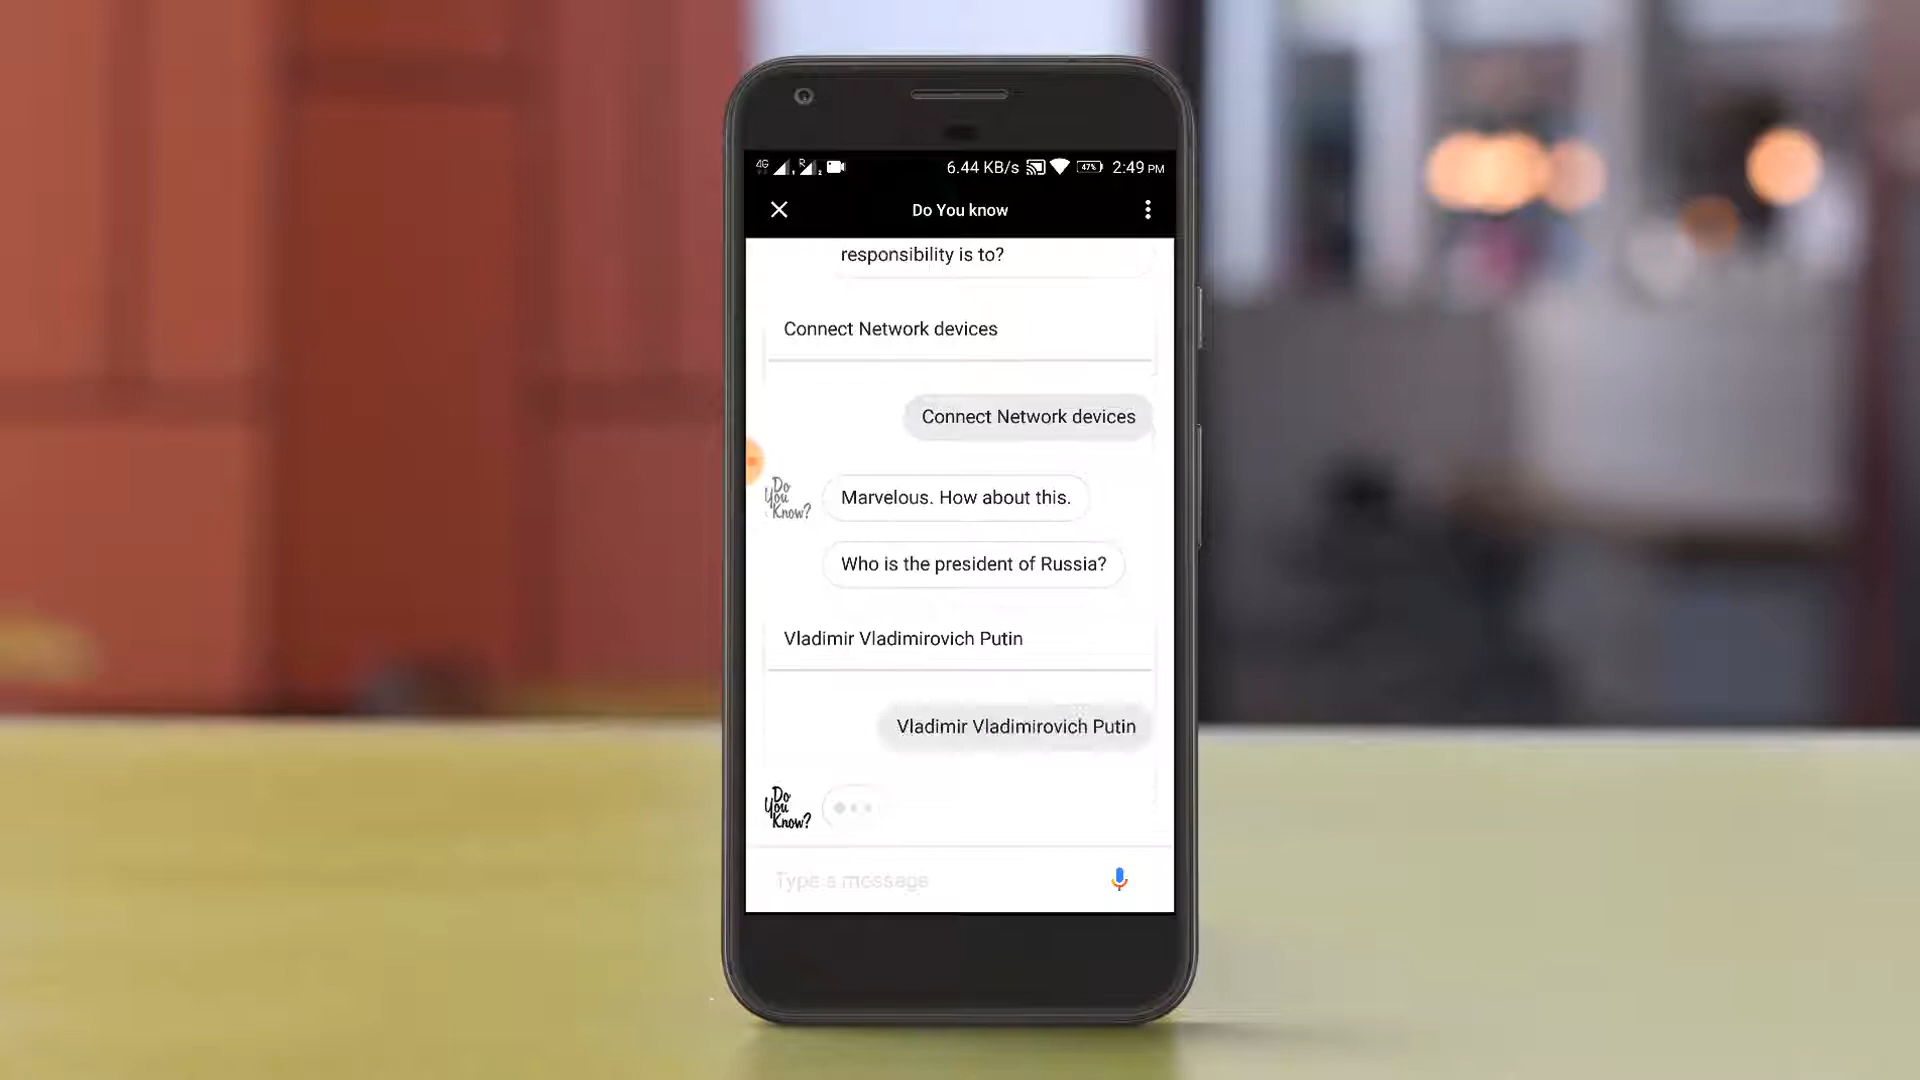 4G
R
6.44 KB/s
47%
2:49 PM
Do You know
responsibility is to?
Connect Network devices
Connect Network devices
Do
You
Know?
Marvelous. How about this.
Who is the president of Russia?
Vladimir Vladimirovich Putin
Vladimir Vladimirovich Putin
Do
You
Know?
Type a message